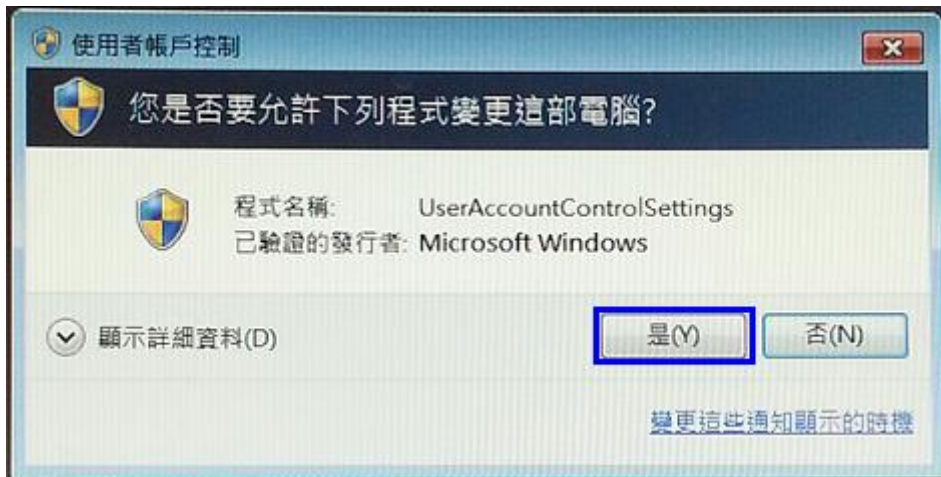 使用者帳戶控制
您是否要允許下列程式變更這部電腦?
程式名稱: UserAccountControlSettings
已驗證的發行者: Microsoft Windows
顯示詳細資料(D)
是(Y) 否(N)
變更這些通知顯示的時機